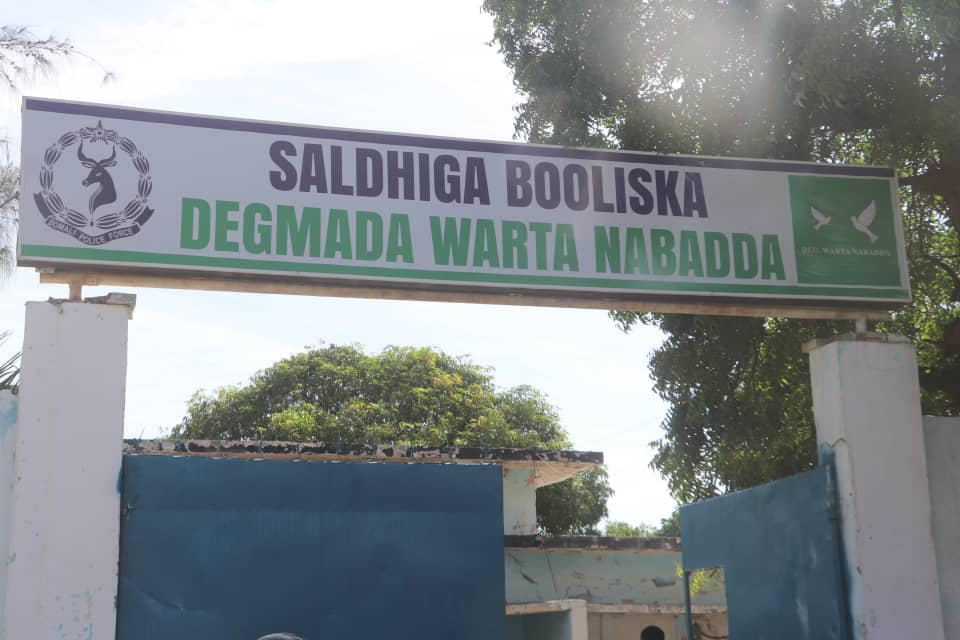 SALDHIGA BOOLISKA
DEGMADA WARTA NABADDA
SOMALI POLICE FORCE
DEG. WARTA NABADDA